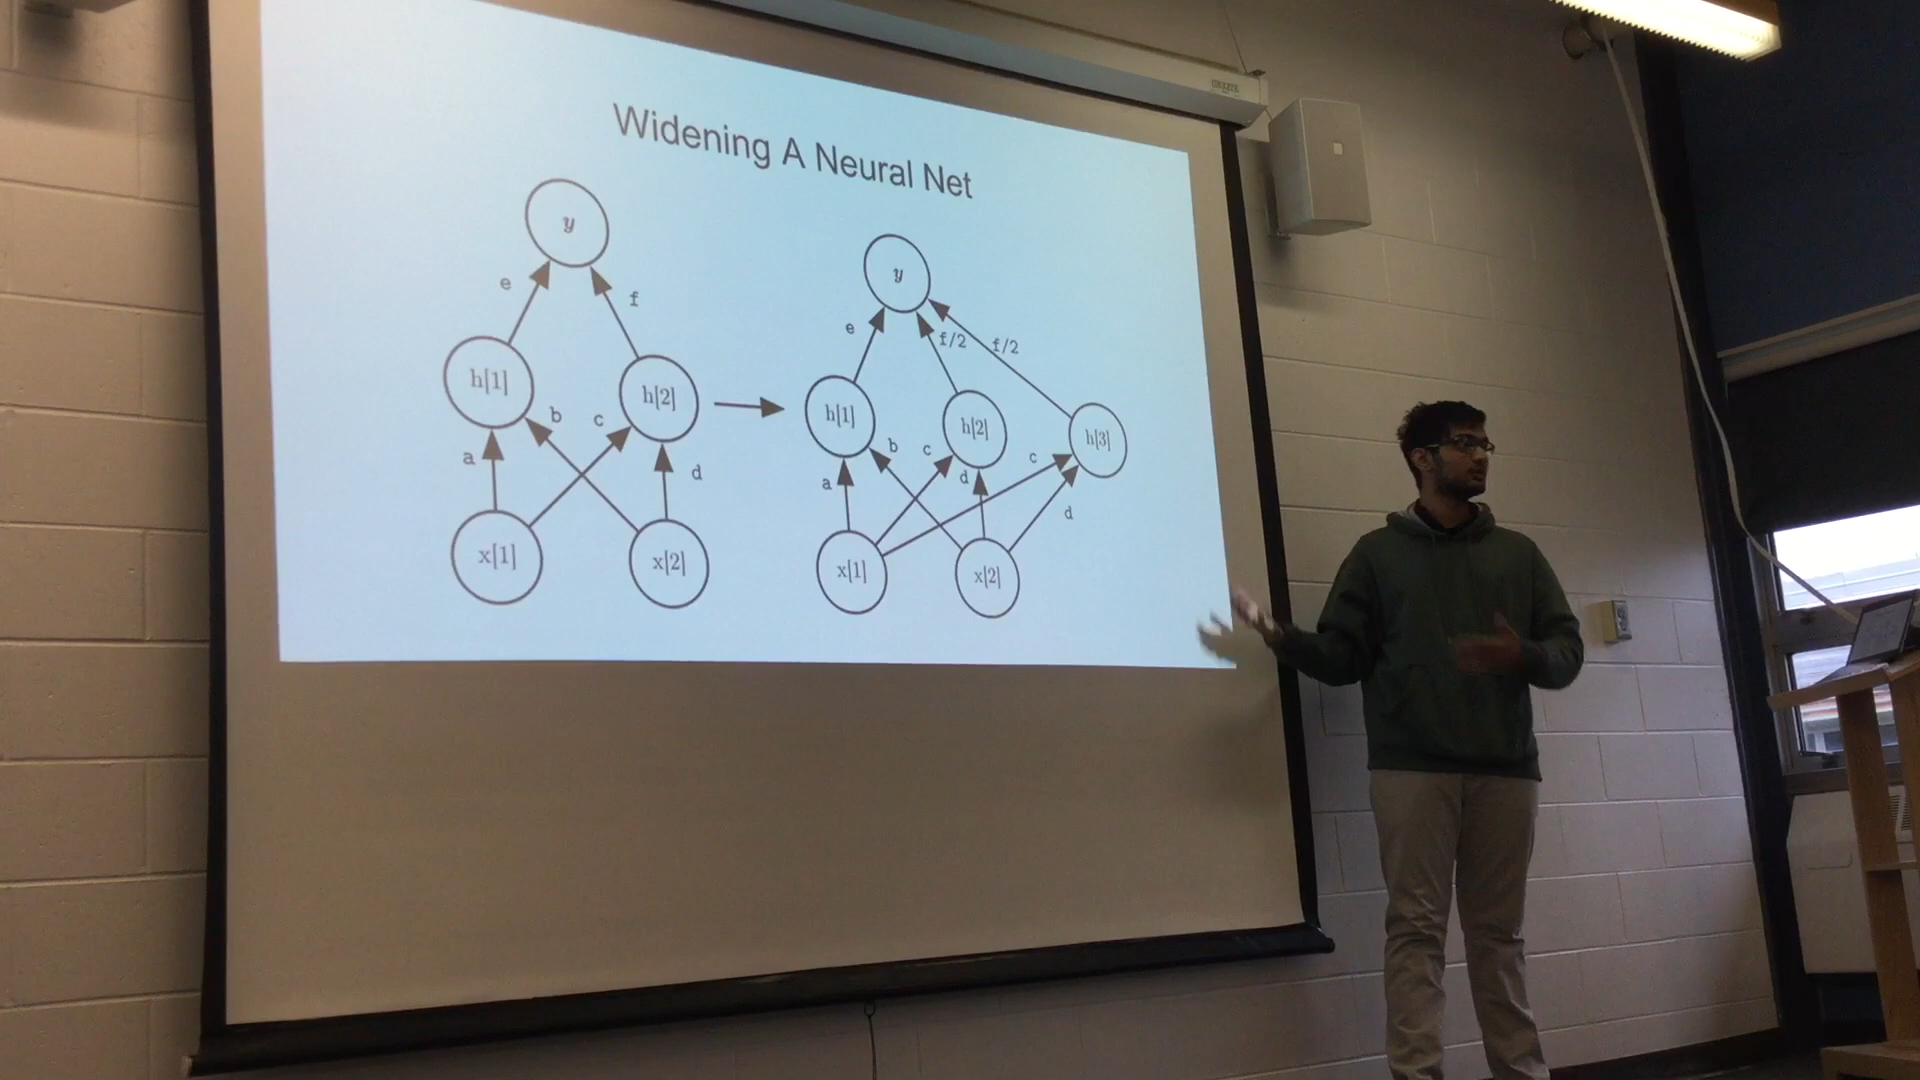 Widening A Neural Net
y
e
f
h[1]
h[2]
b
c
a
d
x[1]
x[2]
y
e
f/2
f/2
h[1]
h[2]
h[3]
b
c
d
c
a
d
x[1]
x[2]